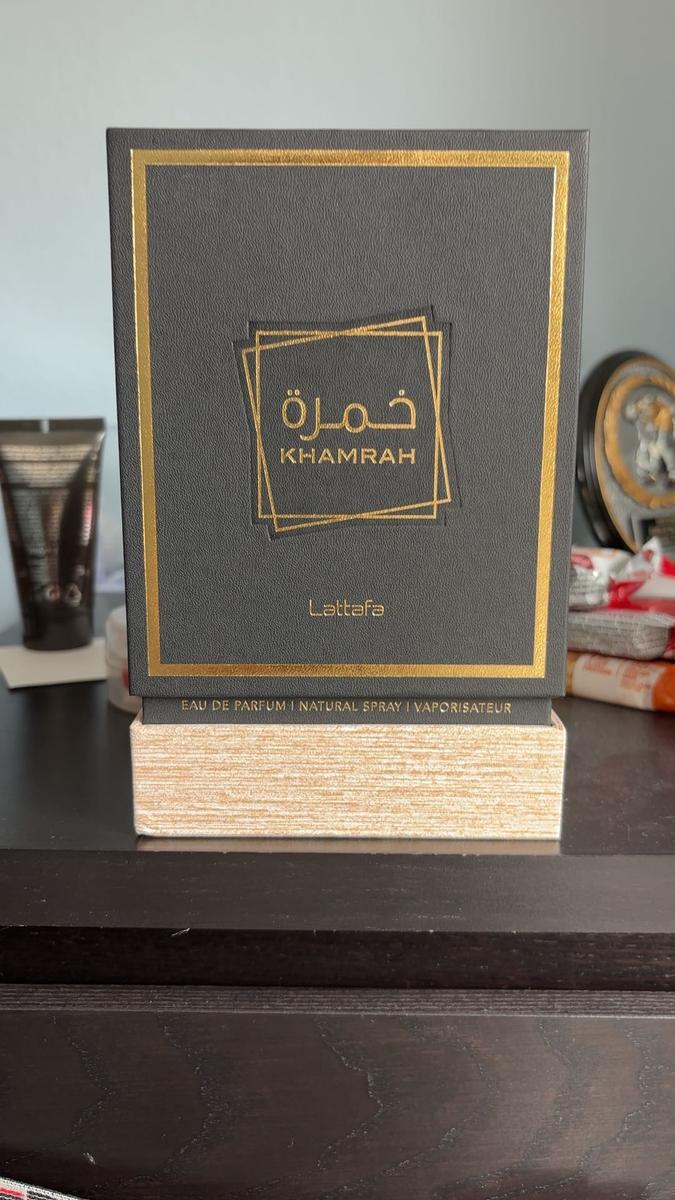 خمرة
KHAMRAH
Lattafa
EAU DE PARFUM | NATURAL SPRAY | VAPORISATEUR